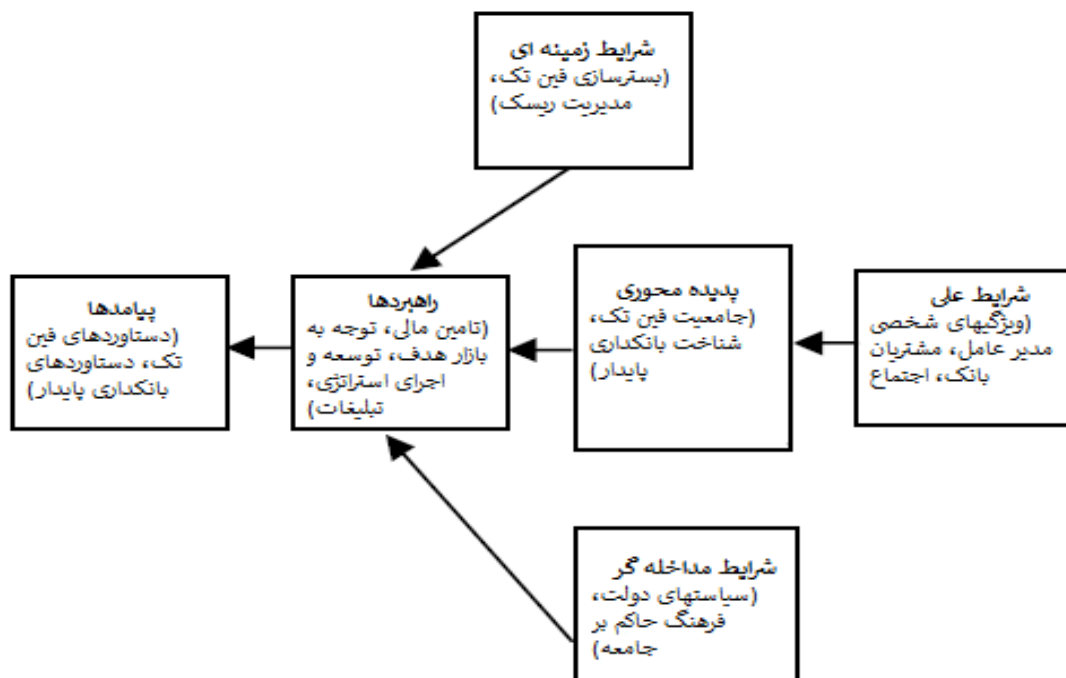 شرایط زمینه ای
(بسترسازی فین تک،
مدیریت ریسک)
شرایط علی
(ویژگیهای شخصی
مدیر عامل، مشتریان
بانک، اجتماع
پدیده محوری
(جامعیت فین تک،
شناخت بانکداری
پایدار)
راهبردها
(تامین مالی، توجه به
بازار هدف، توسعه و
اجرای استراتژی،
تبلیغات)
پیامدها
(دستاوردهای فین
تک، دستاوردهای
بانکداری پایدار)
شرایط مداخله گر
(سیاستهای دولت،
فرهنگ حاکم بر
جامعه)